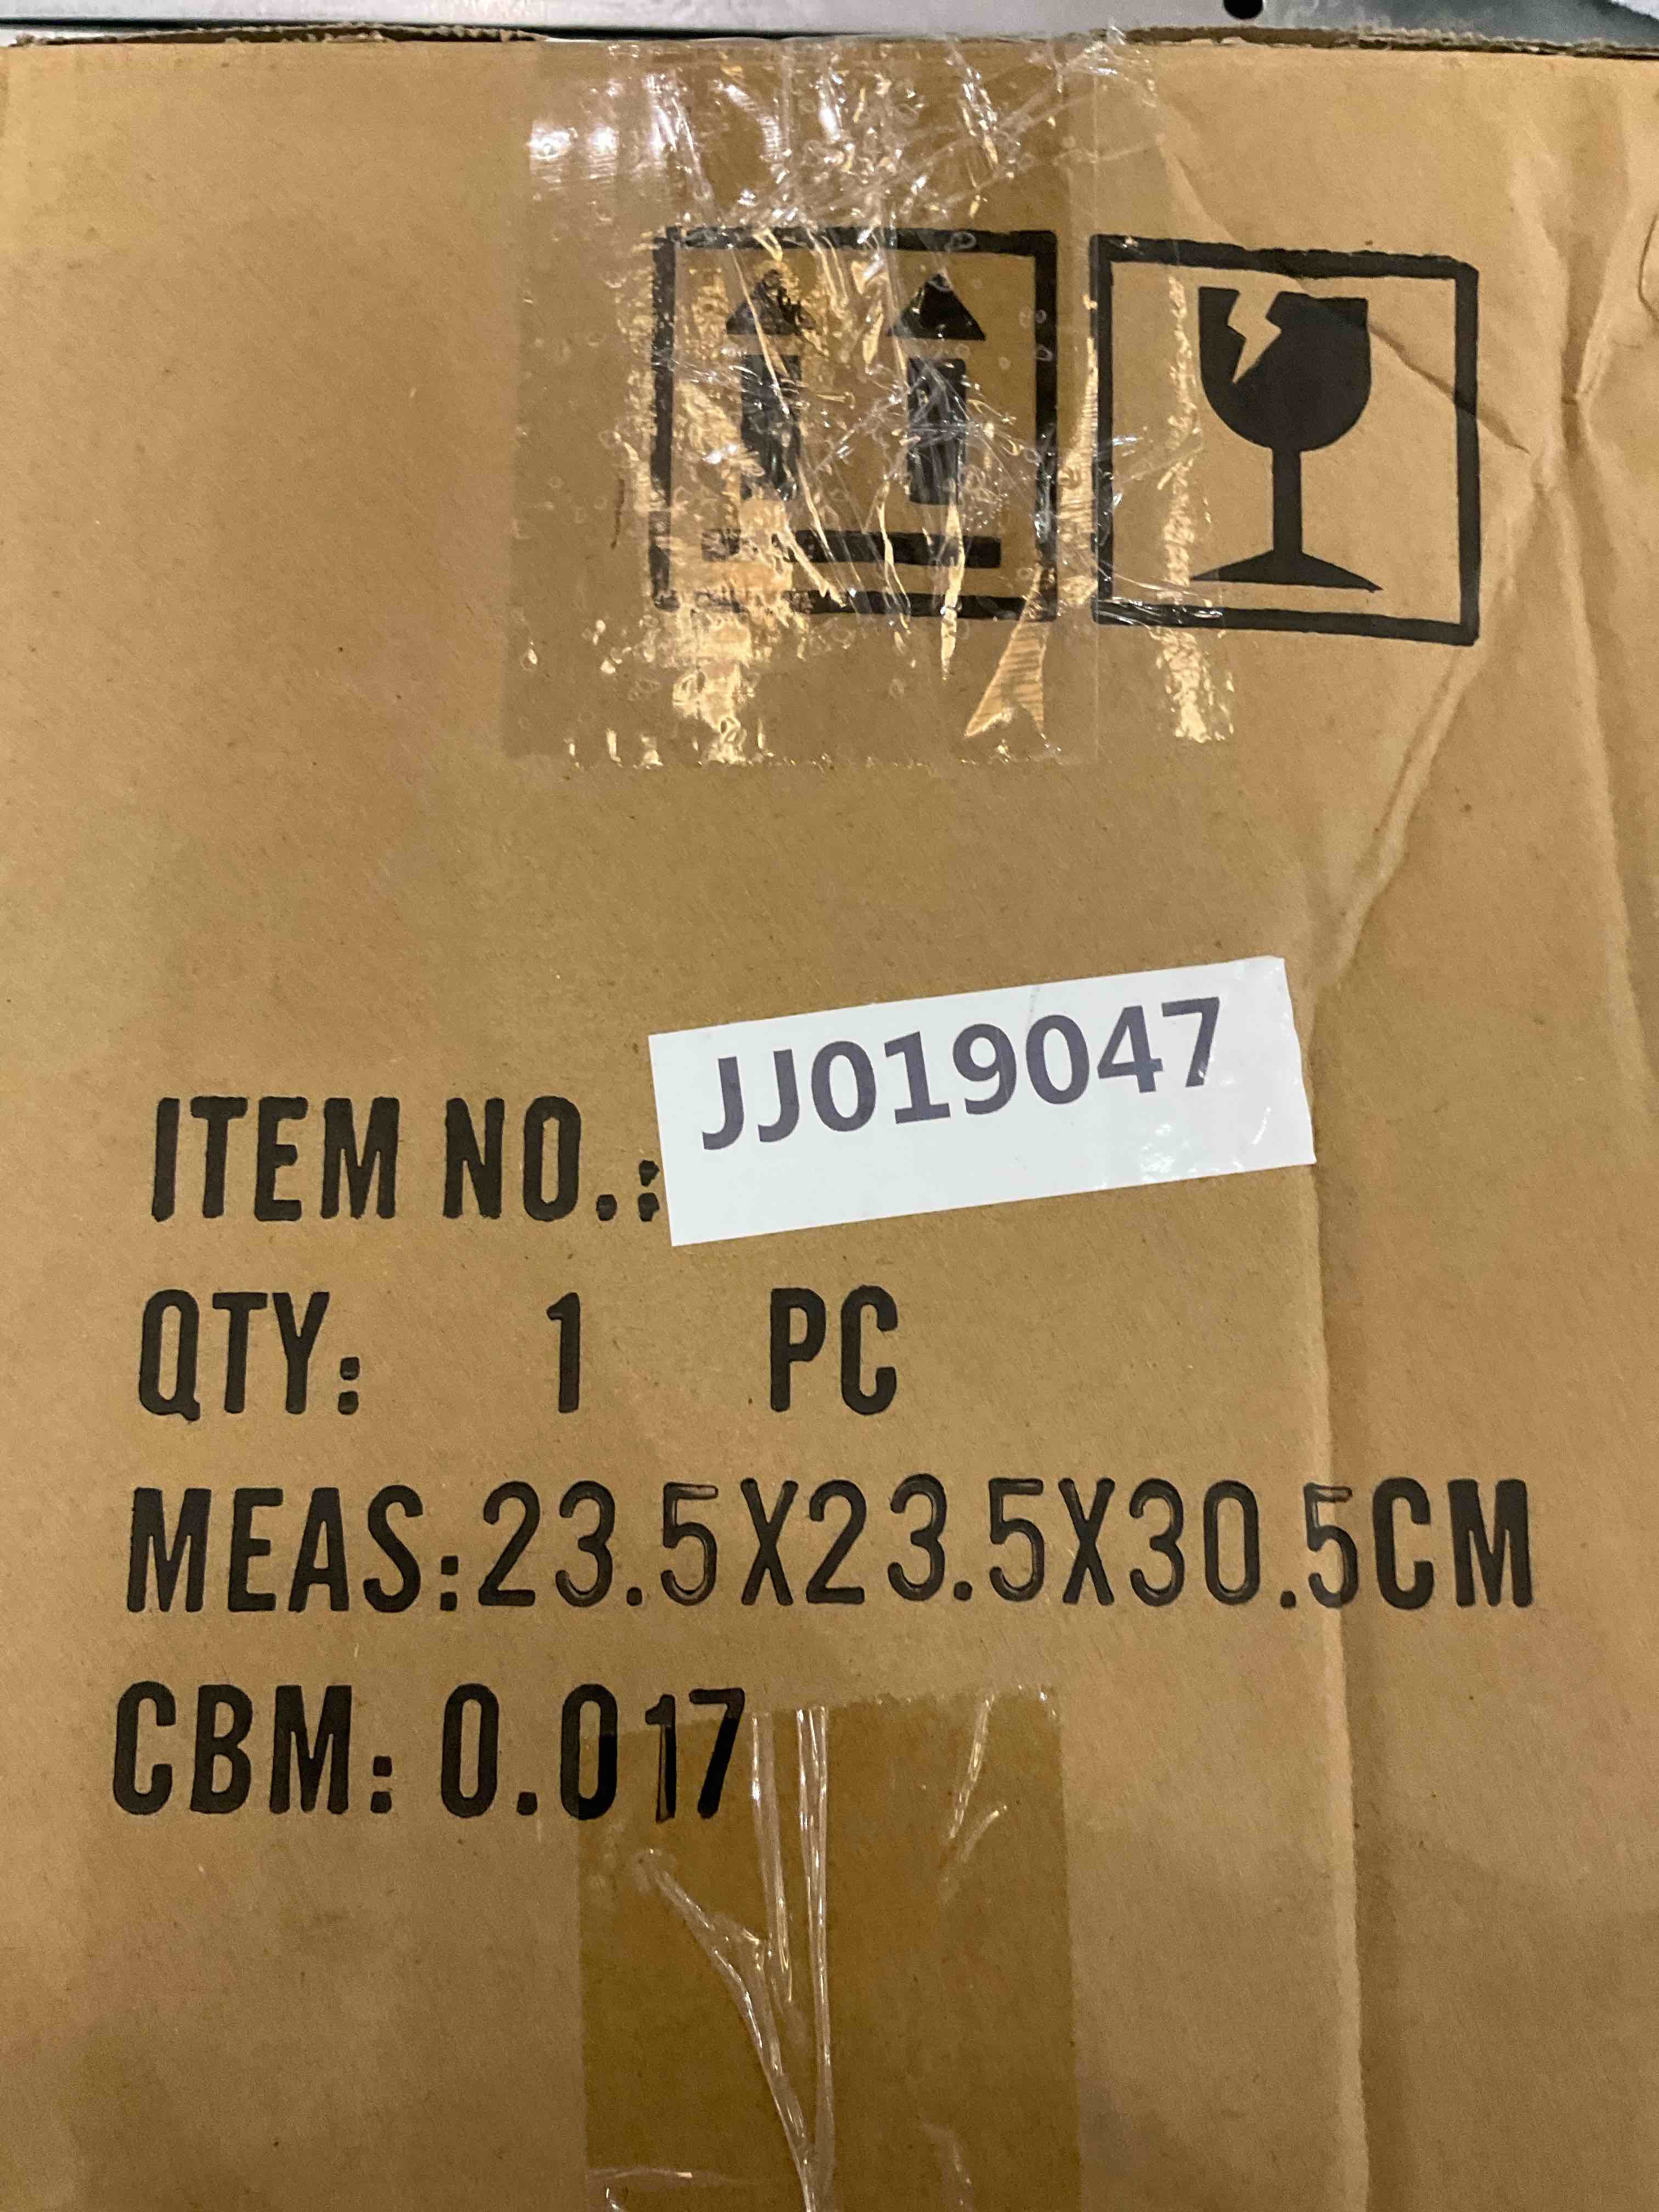 ITEM NO.: JJ019047
QTY: 1 PC
MEAS:23.5X23.5X30.5CM
CBM: 0.017